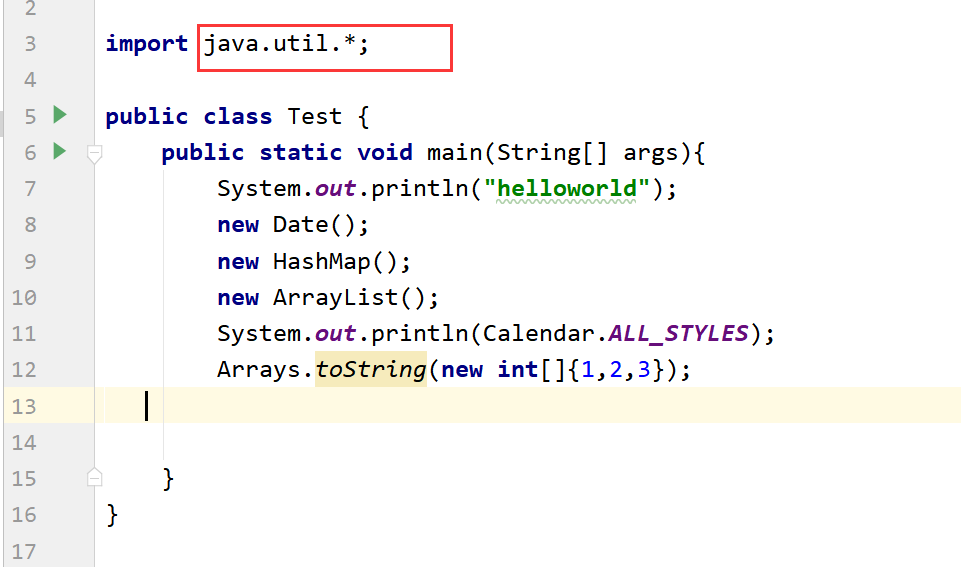 2
3 import java.util.*;
4
5 public class Test {
6 public static void main(String[] args){
7 System.out.println("helloworld");
8 new Date();
9 new HashMap();
10 new ArrayList();
11 System.out.println(Calendar.ALL_STYLES);
12 Arrays.toString(new int[]{1,2,3});
13
14
15 }
16 }
17